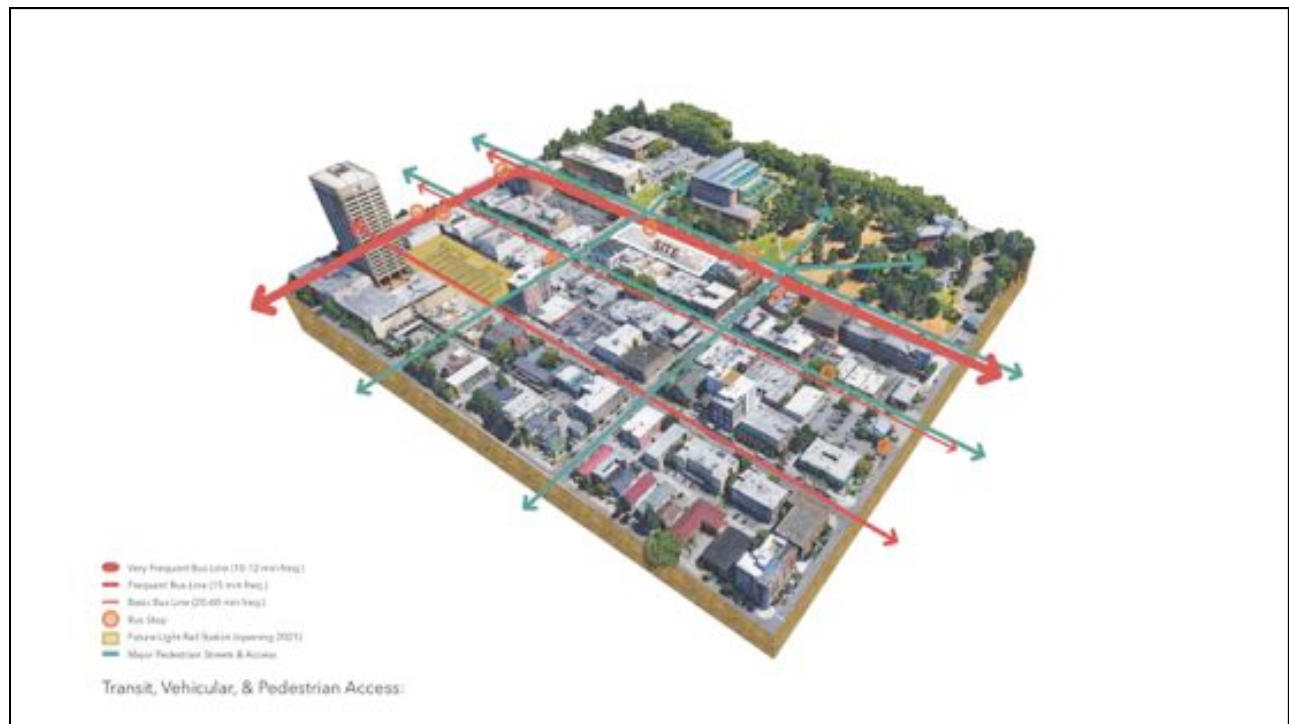 SITE
Very Frequent Bus Line (10-12 min freq.)
Frequent Bus Line (15 min freq.)
Basic Bus Line (20-60 min freq.)
Bus Stop
Future Light Rail Station (opening 2021)
Major Pedestrian Streets & Access
Transit, Vehicular, & Pedestrian Access: